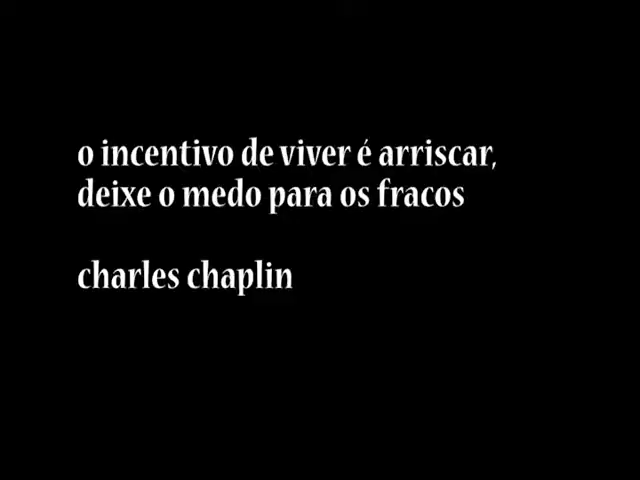 o incentivo de viver é arriscar,
deixe o medo para os fracos
charles chaplin